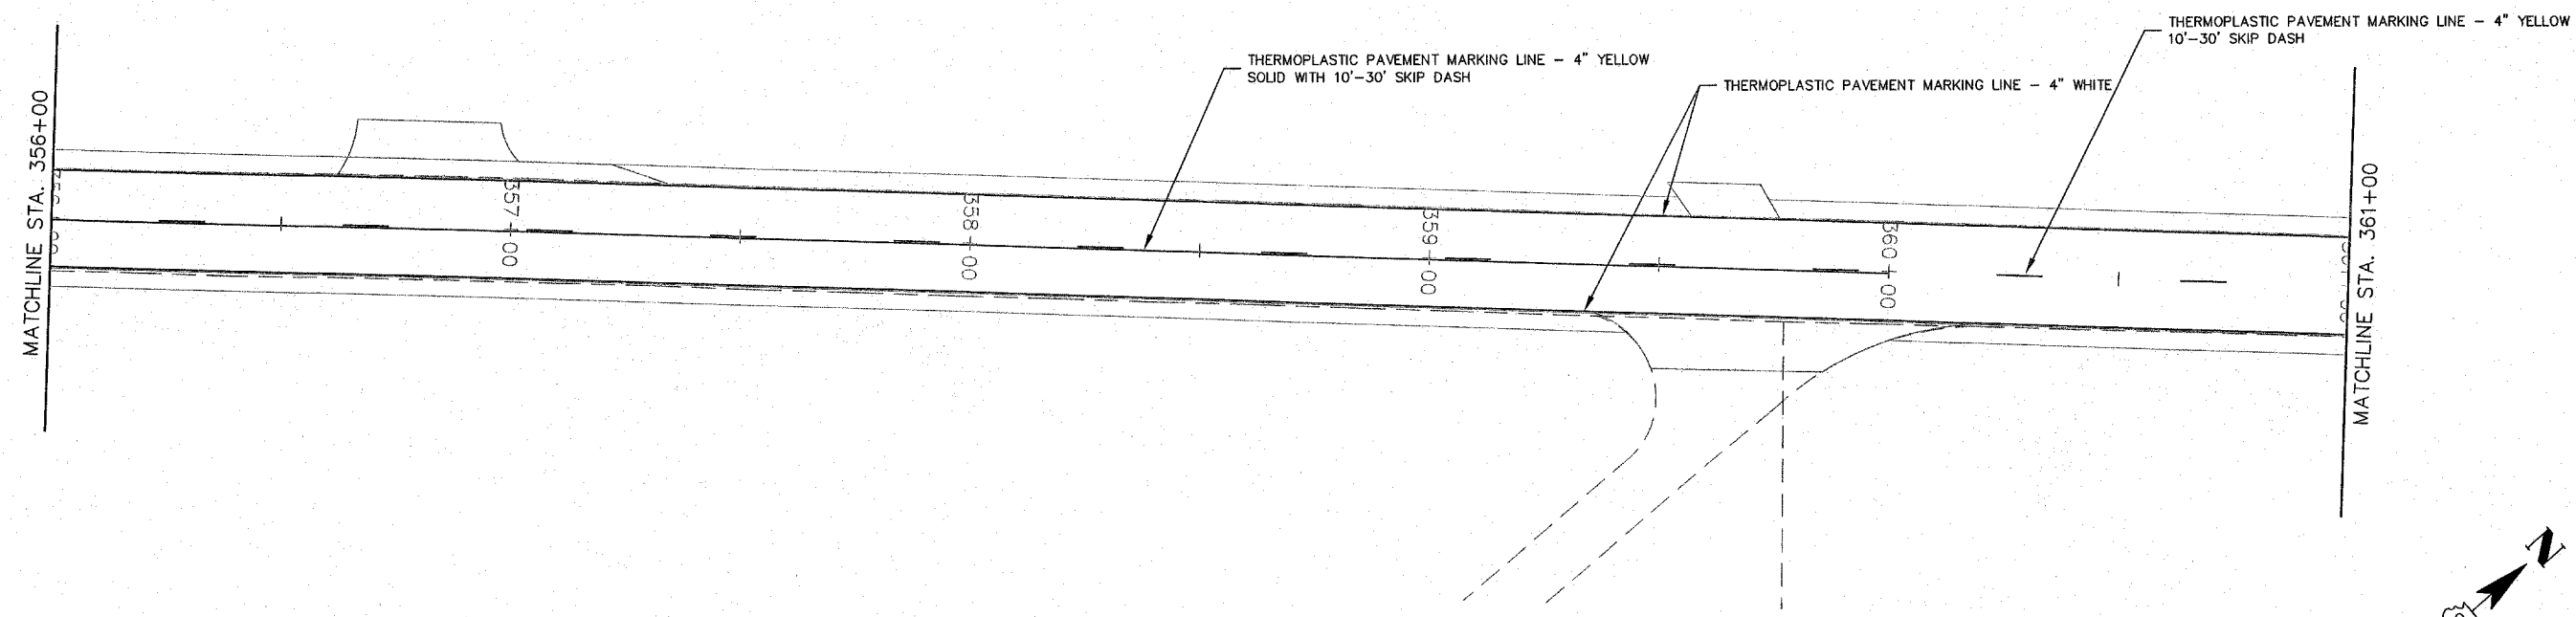 THERMOPLASTIC PAVEMENT MARKING LINE – 4" YELLOW
10'–30' SKIP DASH
THERMOPLASTIC PAVEMENT MARKING LINE – 4" YELLOW
SOLID WITH 10'–30' SKIP DASH
THERMOPLASTIC PAVEMENT MARKING LINE – 4" WHITE
MATCHLINE STA. 356+00
357+00
358+00
359+00
360+00
MATCHLINE STA. 361+00
N